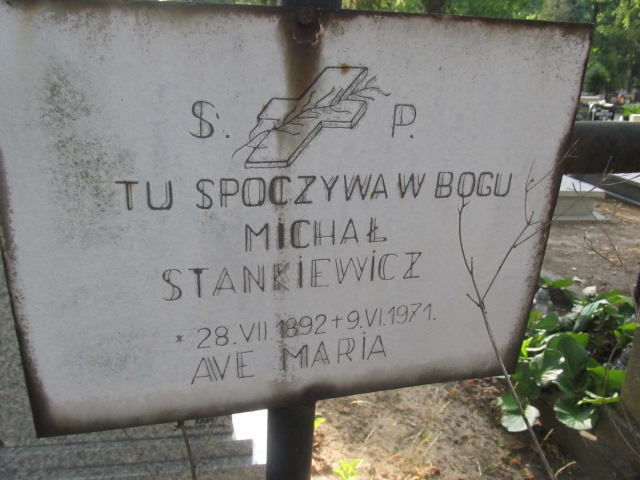 S. P.
TU SPOCZYWA W BOGU
MICHAŁ
STANKIEWICZ
* 28.VII.1892+9.VI.1971.
AVE MARIA